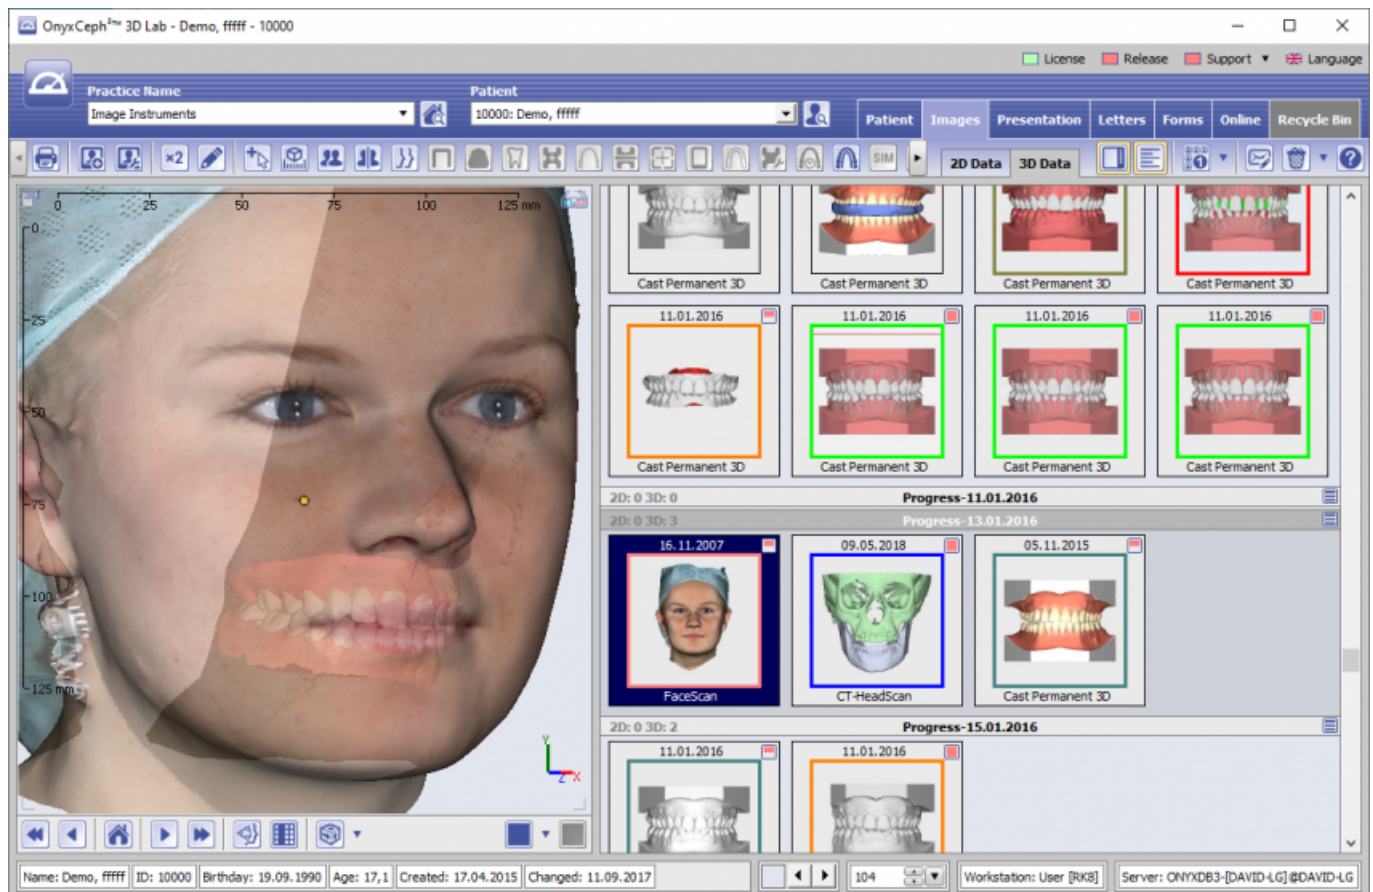 OnyxCeph³™ 3D Lab - Demo, fffff - 10000
License Release Support Language
Practice Name Patient
Image Instruments 10000: Demo, fffff
Patient Images Presentation Letters Forms Online Recycle Bin
×2 SIM 2D Data 3D Data
0 25 50 75 100 125 mm
0
25
50
75
100
125 mm
Y
Z X
Cast Permanent 3D Cast Permanent 3D Cast Permanent 3D Cast Permanent 3D
11.01.2016 11.01.2016 11.01.2016 11.01.2016
Cast Permanent 3D Cast Permanent 3D Cast Permanent 3D Cast Permanent 3D
2D: 0 3D: 0 Progress-11.01.2016
2D: 0 3D: 3 Progress-13.01.2016
16.11.2007 09.05.2018 05.11.2015
FaceScan CT-HeadScan Cast Permanent 3D
2D: 0 3D: 2 Progress-15.01.2016
11.01.2016 11.01.2016
Name: Demo, fffff ID: 10000 Birthday: 19.09.1990 Age: 17,1 Created: 17.04.2015 Changed: 11.09.2017 104 Workstation: User [RK8] Server: ONYXDB3-[DAVID-LG]@DAVID-LG